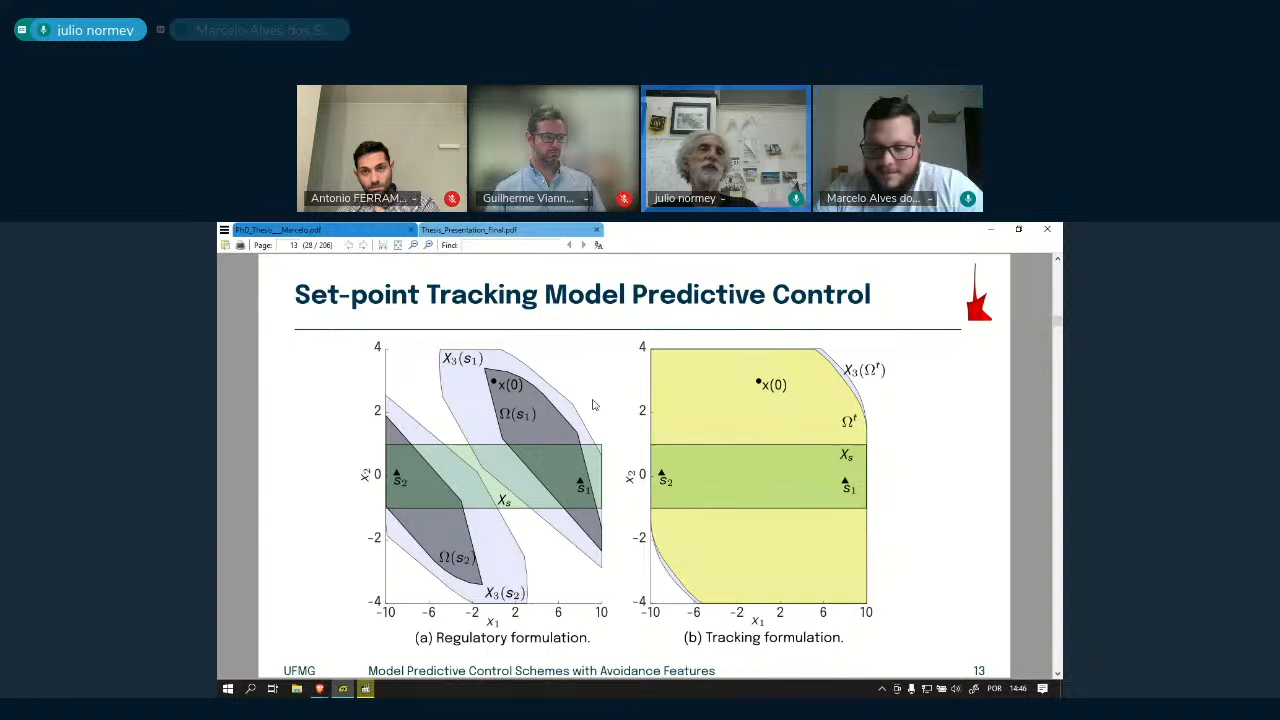 julio normey
Marcelo Alves dos S...
Antonio FERRAM...
Guilherme Viann...
julio normey
Marcelo Alves do...
PhD_Thesis__Marcelo.pdf
Thesis_Presentation_Final.pdf
Page: 13 (28 / 206)
Find:
Set-point Tracking Model Predictive Control
4
2
0
-2
-4
x₂
X₃(s₁)
x(0)
Ω(s₁)
s₂
s₁
Xₛ
Ω(s₂)
X₃(s₂)
-10 -6 -2 2 6 10
x₁
(a) Regulatory formulation.
4
2
0
-2
-4
x₂
X₃(Ωᵗ)
x(0)
Ωᵗ
Xₛ
s₂
s₁
-10 -6 -2 2 6 10
x₁
(b) Tracking formulation.
UFMG Model Predictive Control Schemes with Avoidance Features 13
POR 14:46